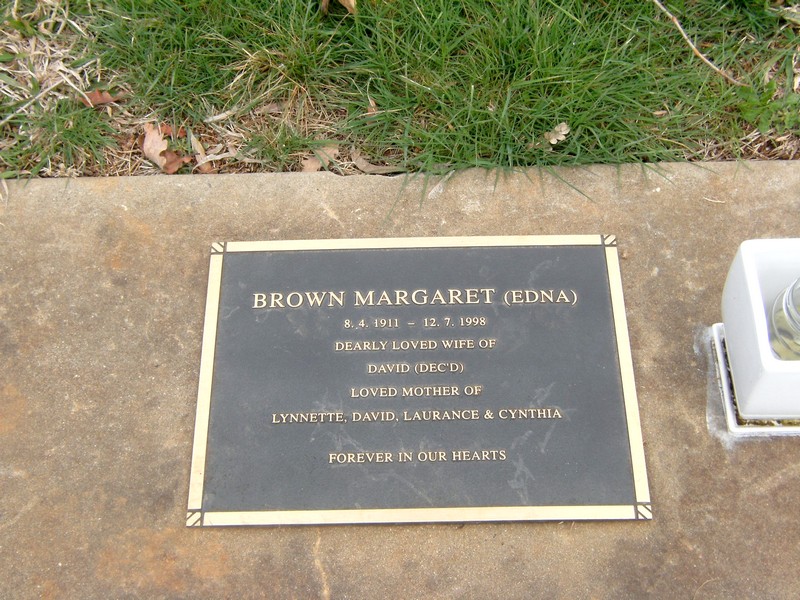 BROWN MARGARET (EDNA)
8. 4. 1911 – 12. 7. 1998
DEARLY LOVED WIFE OF
DAVID (DEC'D)
LOVED MOTHER OF
LYNNETTE, DAVID, LAURANCE & CYNTHIA
FOREVER IN OUR HEARTS